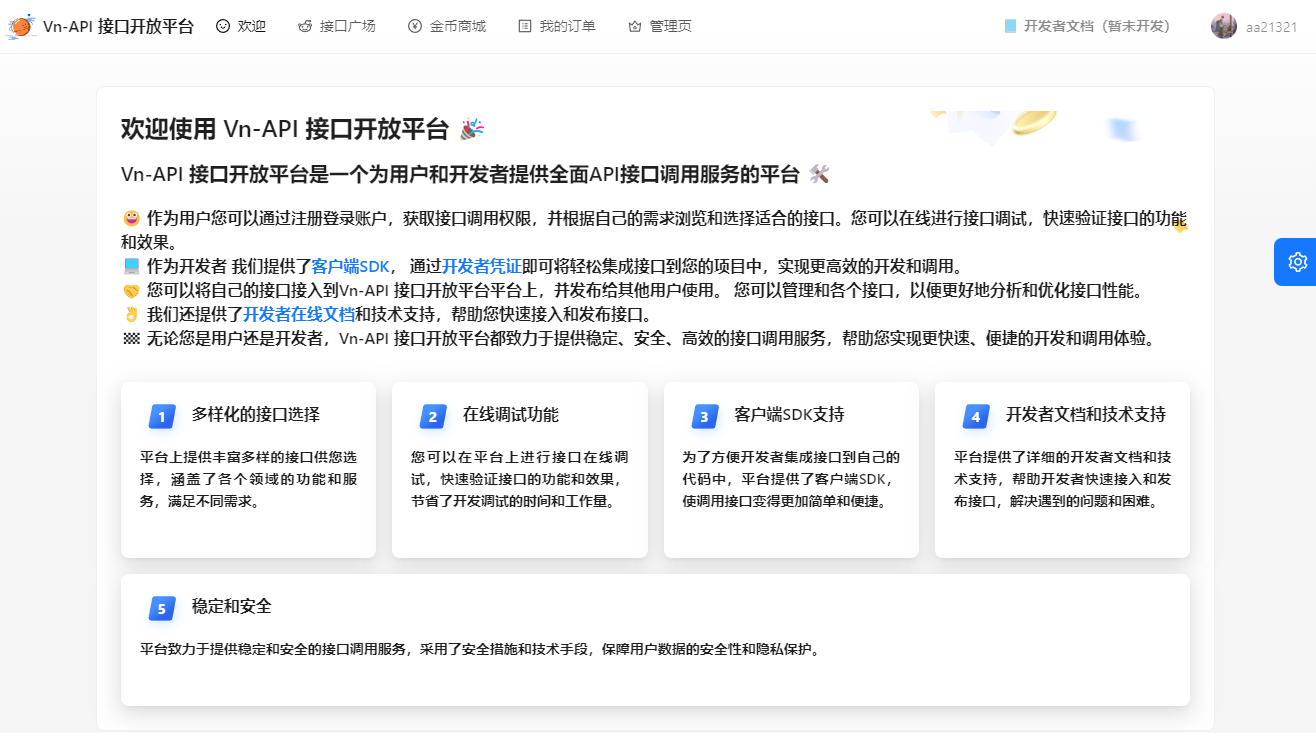 Vn-API 接口开放平台 欢迎 接口广场 金币商城 我的订单 管理页 开发者文档（暂未开发） aa21321
欢迎使用 Vn-API 接口开放平台 🎉
Vn-API 接口开放平台是一个为用户和开发者提供全面API接口调用服务的平台 🛠
😀 作为用户您可以通过注册登录账户，获取接口调用权限，并根据自己的需求浏览和选择适合的接口。您可以在线进行接口调试，快速验证接口的功能
和效果。
💻 作为开发者 我们提供了客户端SDK， 通过开发者凭证即可将轻松集成接口到您的项目中，实现更高效的开发和调用。
🤝 您可以将自己的接口接入到Vn-API 接口开放平台平台上，并发布给其他用户使用。 您可以管理和各个接口，以便更好地分析和优化接口性能。
👌 我们还提供了开发者在线文档和技术支持，帮助您快速接入和发布接口。
🏁 无论您是用户还是开发者，Vn-API 接口开放平台都致力于提供稳定、安全、高效的接口调用服务，帮助您实现更快速、便捷的开发和调用体验。
1 多样化的接口选择
平台上提供丰富多样的接口供您选
择，涵盖了各个领域的功能和服
务，满足不同需求。
2 在线调试功能
您可以在平台上进行接口在线调
试，快速验证接口的功能和效果，
节省了开发调试的时间和工作量。
3 客户端SDK支持
为了方便开发者集成接口到自己的
代码中，平台提供了客户端SDK，
使调用接口变得更加简单和便捷。
4 开发者文档和技术支持
平台提供了详细的开发者文档和技
术支持，帮助开发者快速接入和发
布接口，解决遇到的问题和困难。
5 稳定和安全
平台致力于提供稳定和安全的接口调用服务，采用了安全措施和技术手段，保障用户数据的安全性和隐私保护。